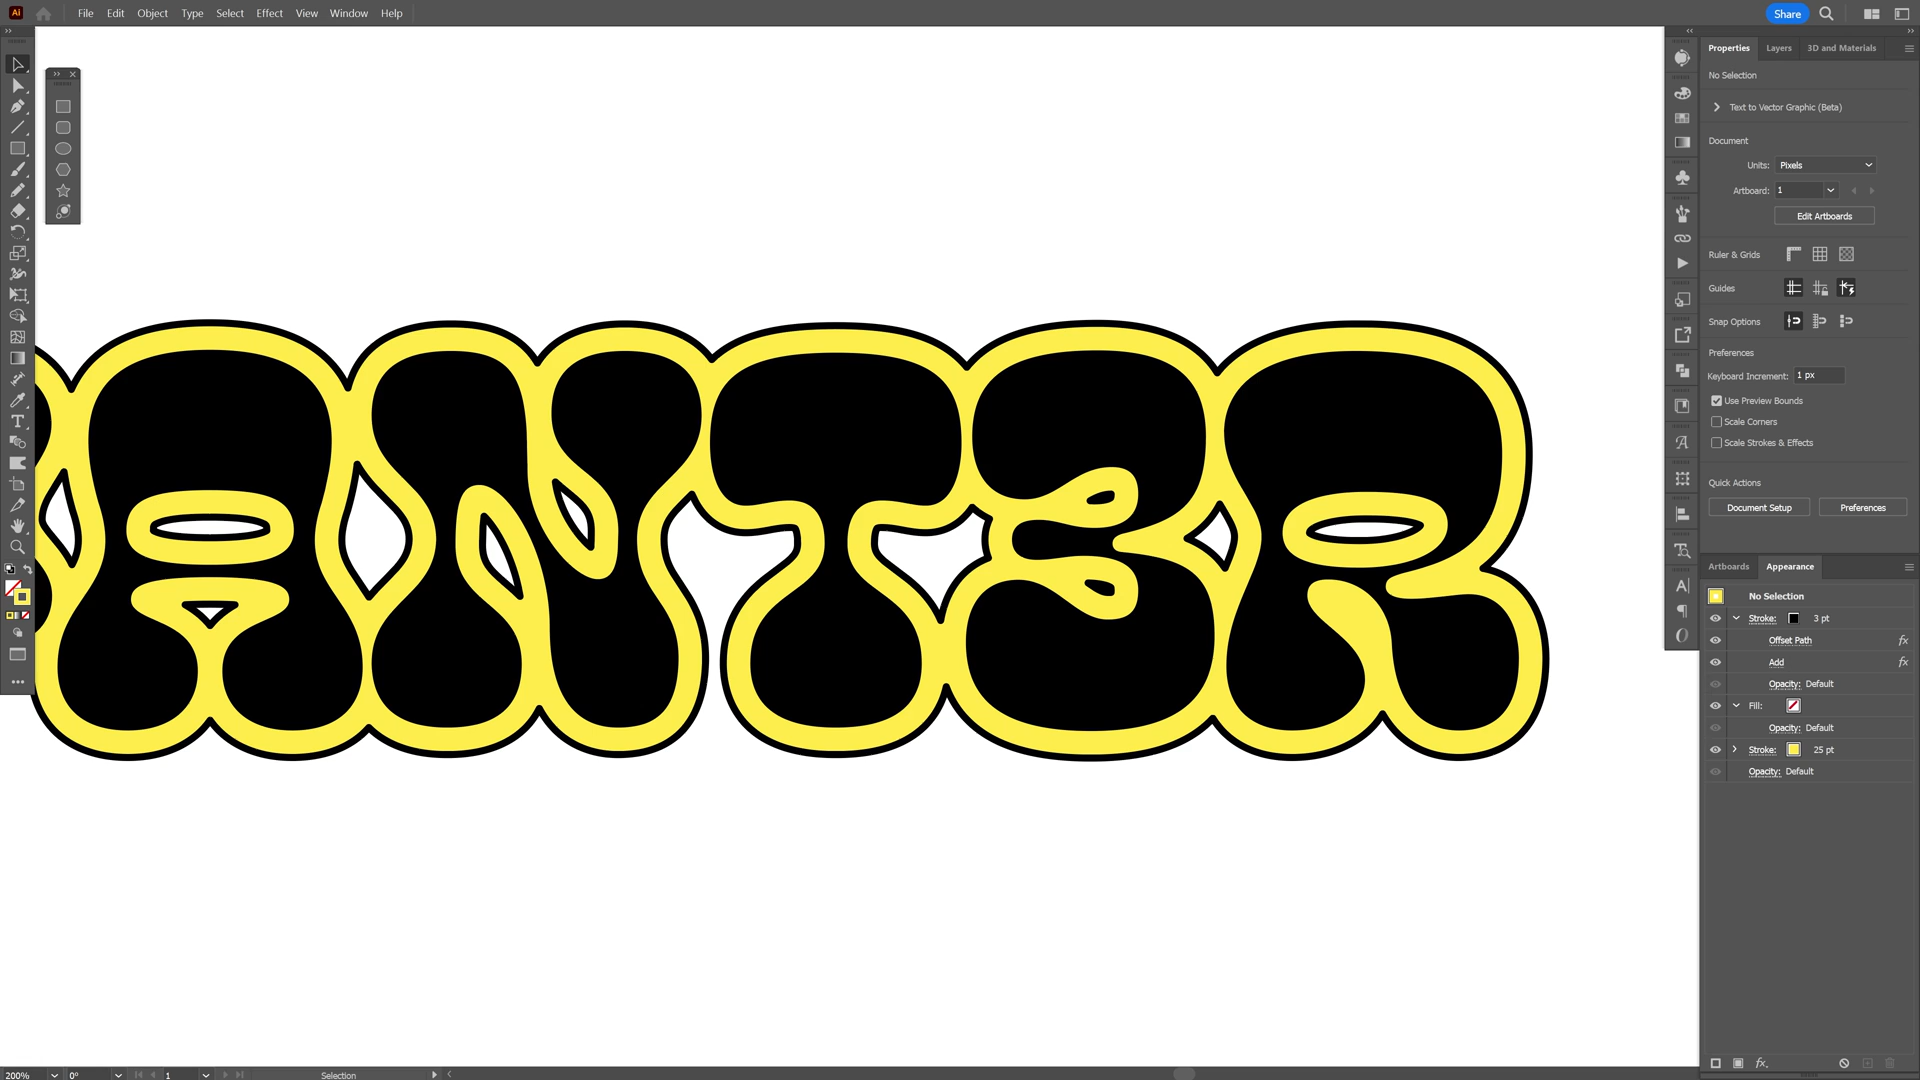 Ai File Edit Object Type Select Effect View Window Help Share
Properties Layers 3D and Materials
No Selection
Text to Vector Graphic (Beta)
Document
Units: Pixels
Artboard: 1
Edit Artboards
Ruler & Grids
Guides
Snap Options
Preferences
Keyboard Increment: 1 px
Use Preview Bounds
Scale Corners
Scale Strokes & Effects
Quick Actions
Document Setup Preferences
ANTER
Artboards Appearance
No Selection
Stroke: 3 pt
Offset Path fx
Add fx
Opacity: Default
Fill:
Opacity: Default
Stroke: 25 pt
Opacity: Default
fx.
200% 0° 1 Selection